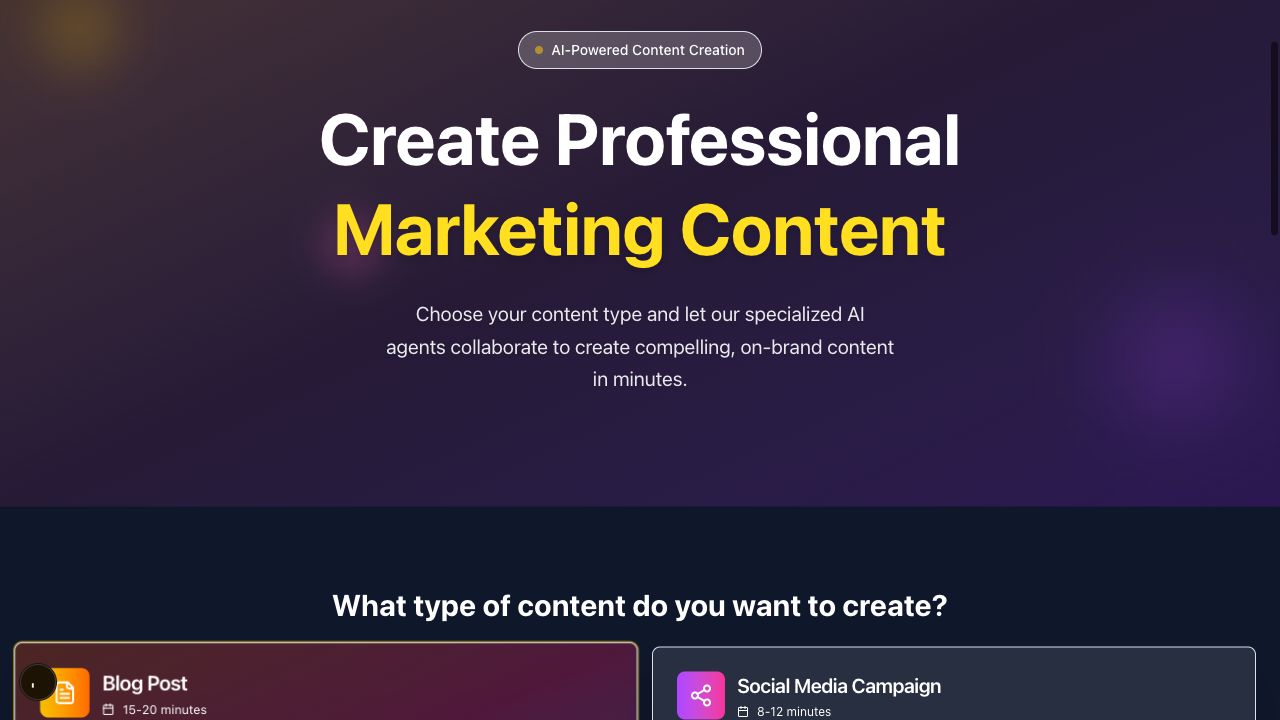 AI-Powered Content Creation
Create Professional
Marketing Content
Choose your content type and let our specialized AI
agents collaborate to create compelling, on-brand content
in minutes.
What type of content do you want to create?
Blog Post
15-20 minutes
Social Media Campaign
8-12 minutes